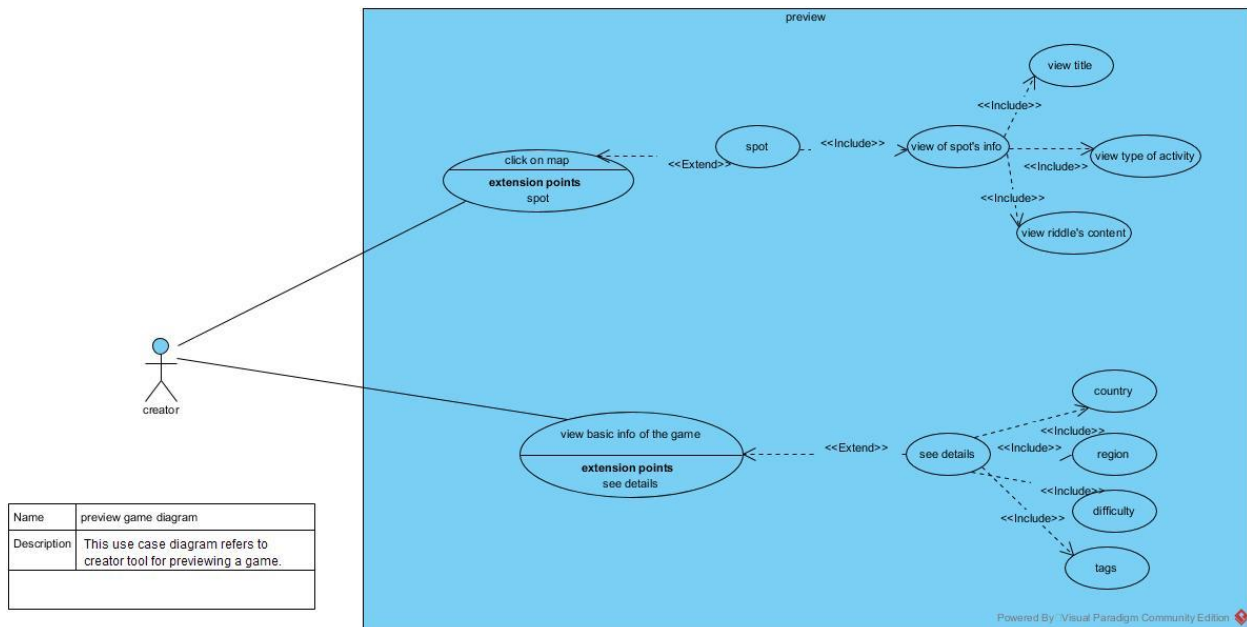 preview
view title
<<Include>>
spot
<<Include>>
view of spot's info
view type of activity
<<Extend>>
<<Include>>
click on map
extension points
spot
<<Include>>
view riddle's content
creator
country
<<Include>>
view basic info of the game
<<Extend>>
see details
<<Include>>
region
extension points
see details
<<Include>>
difficulty
<<Include>>
tags
Name preview game diagram
Description This use case diagram refers to
creator tool for previewing a game.
Powered By Visual Paradigm Community Edition